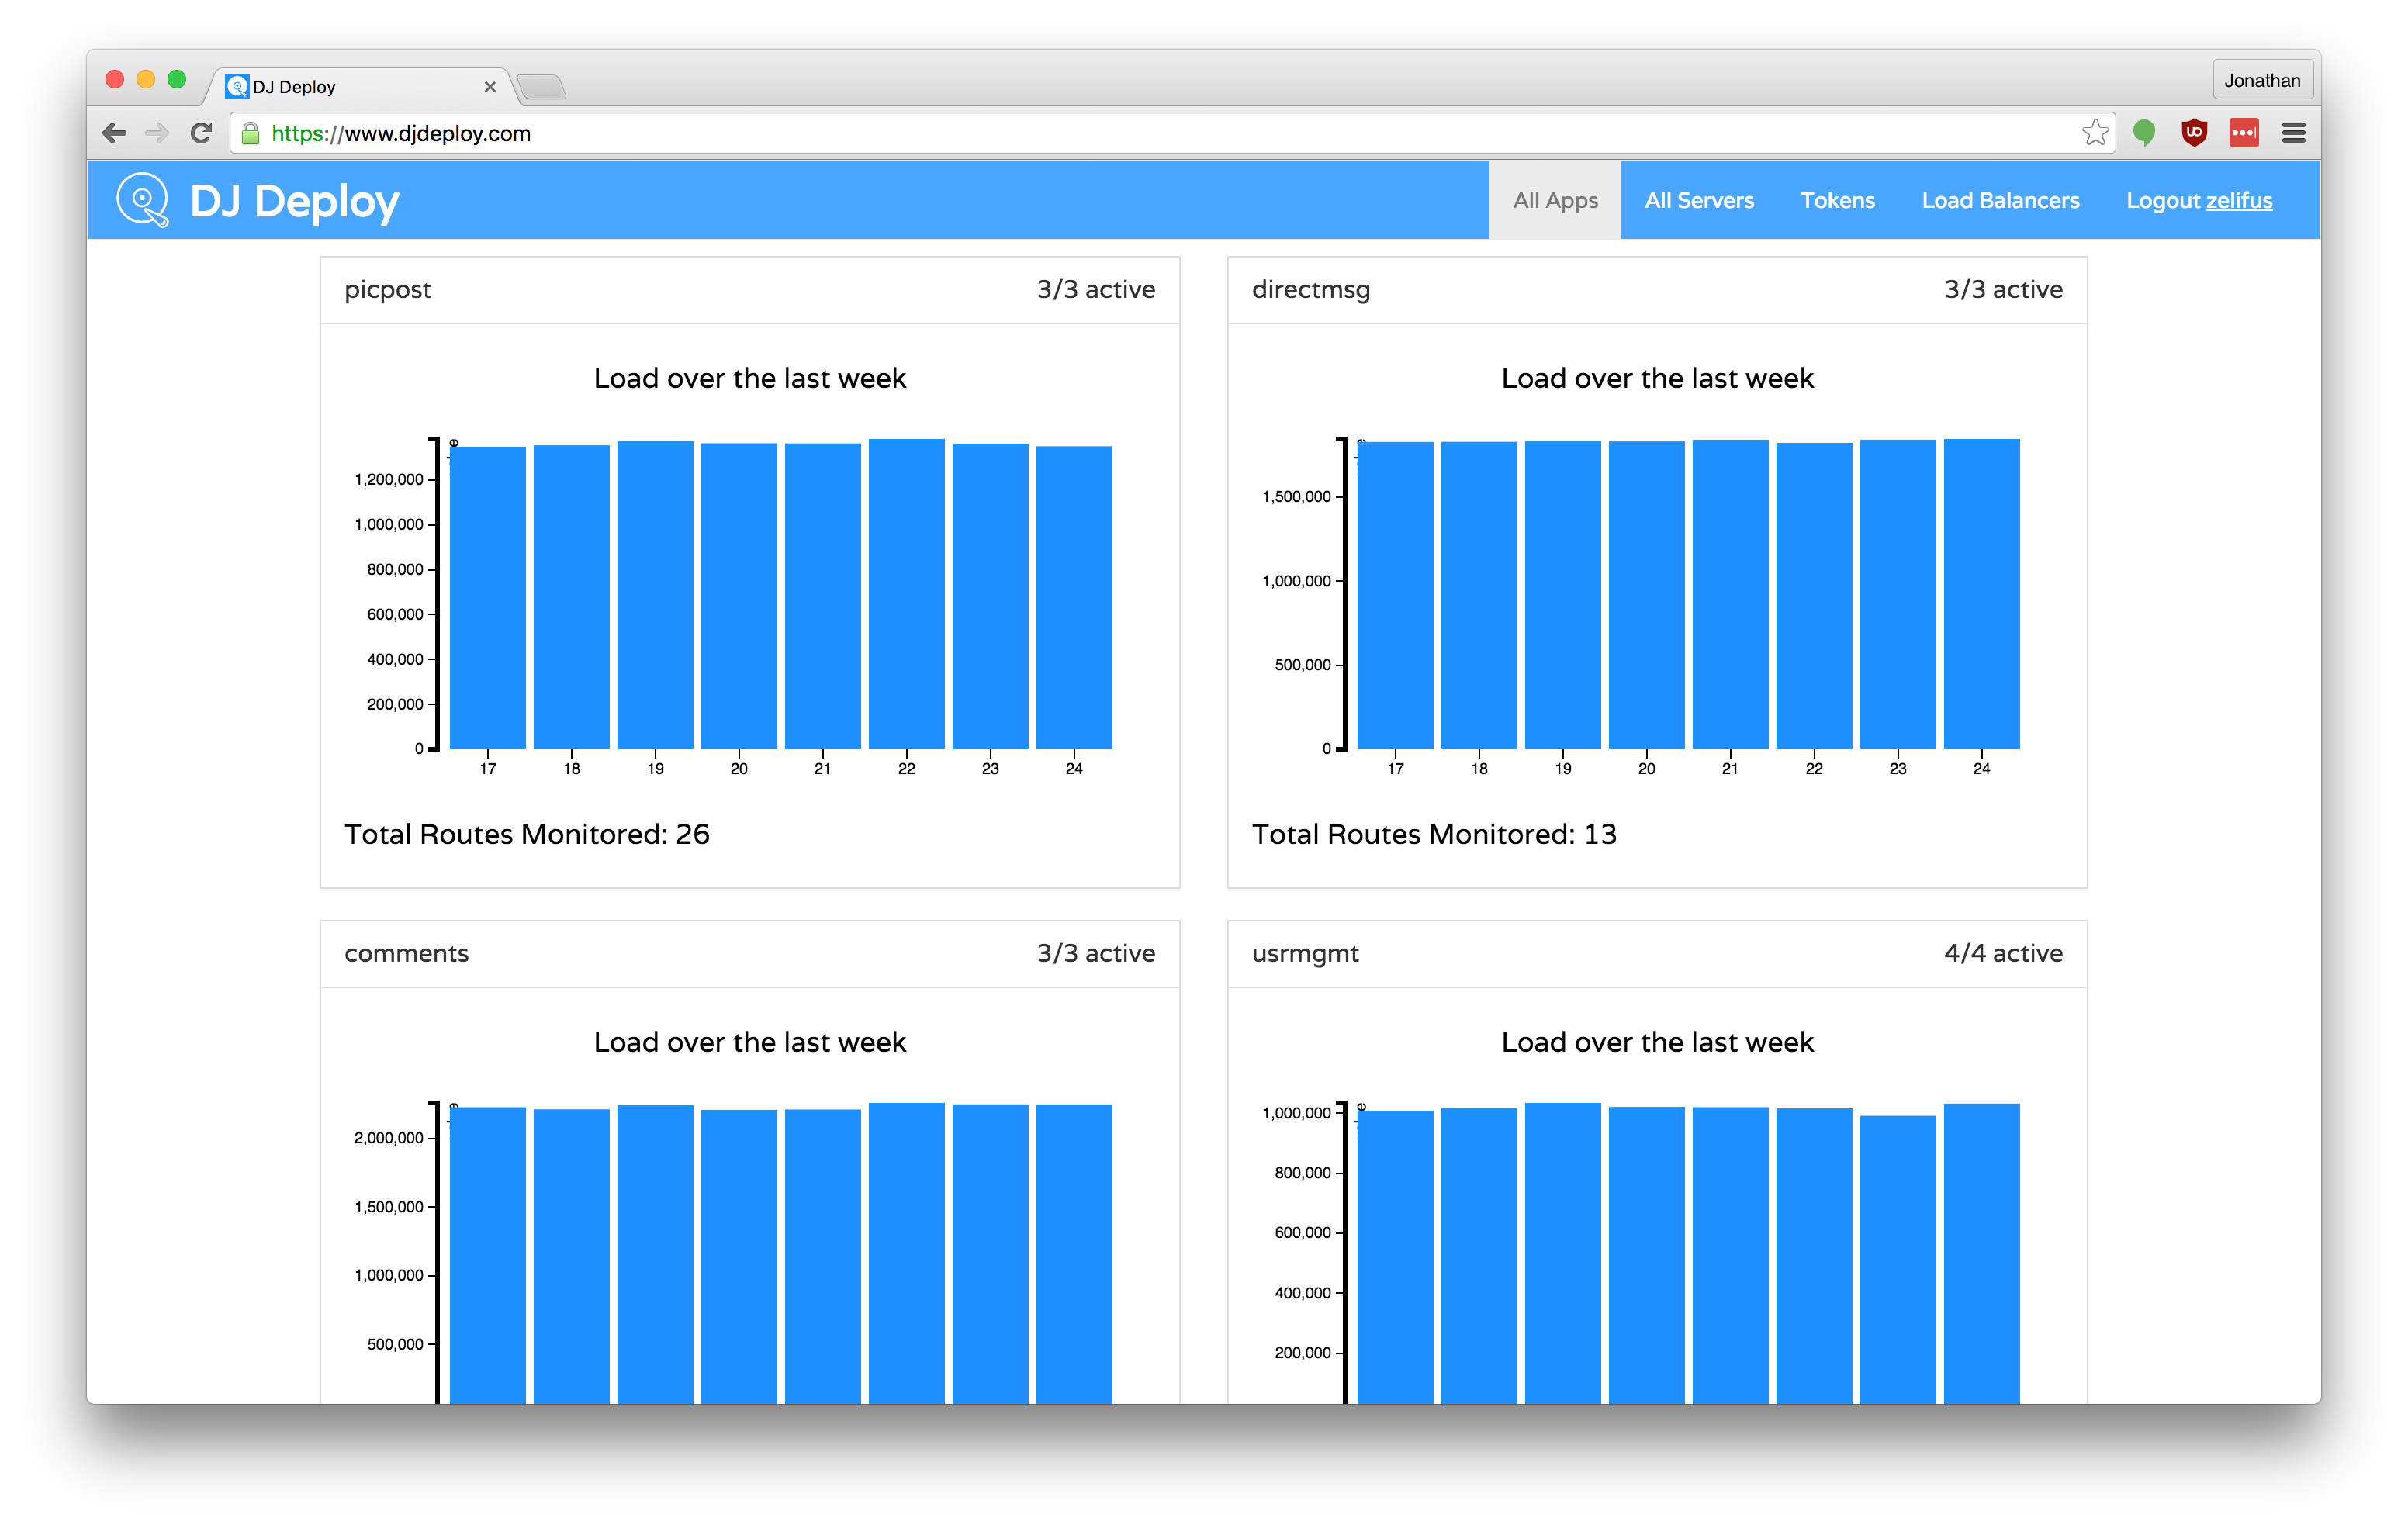 DJ Deploy
Jonathan
https://www.djdeploy.com
DJ Deploy
All Apps
All Servers
Tokens
Load Balancers
Logout zelifus
picpost
3/3 active
Load over the last week
1,200,000
1,000,000
800,000
600,000
400,000
200,000
0
17 18 19 20 21 22 23 24
Total Routes Monitored: 26
directmsg
3/3 active
Load over the last week
1,500,000
1,000,000
500,000
0
17 18 19 20 21 22 23 24
Total Routes Monitored: 13
comments
3/3 active
Load over the last week
2,000,000
1,500,000
1,000,000
500,000
usrmgmt
4/4 active
Load over the last week
1,000,000
800,000
600,000
400,000
200,000